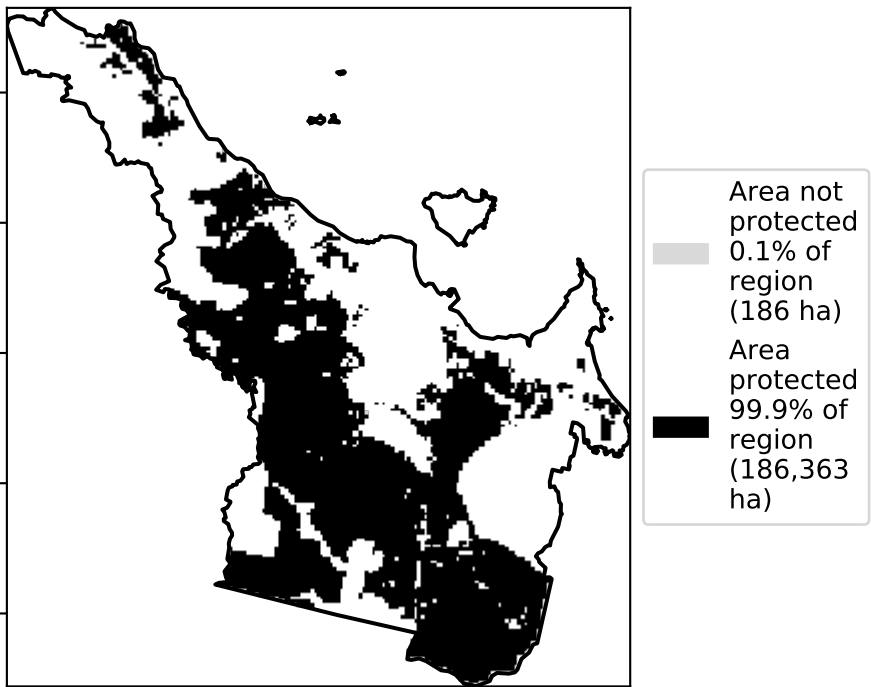 Area not
protected
0.1% of
region
(186 ha)
Area
protected
99.9% of
region
(186,363
ha)